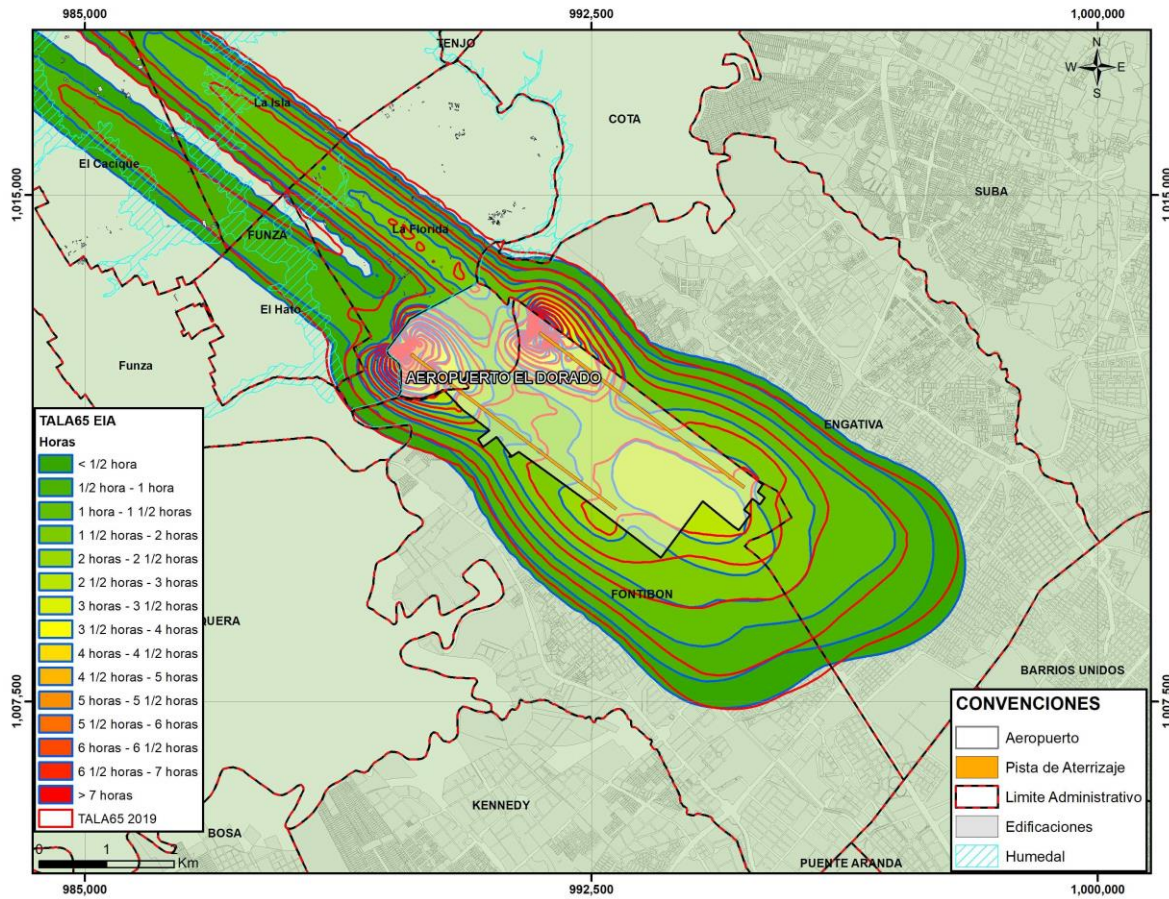 985,000
992,500
1,000,000
TENJO
N
W
E
S
La Isla
COTA
El Cacique
1,015,000
SUBA
1,015,000
La Florida
FUNZA
El Hato
Funza
AEROPUERTO EL DORADO
TALA65 EIA
Horas
< 1/2 hora
1/2 hora - 1 hora
1 hora - 1 1/2 horas
1 1/2 horas - 2 horas
2 horas - 2 1/2 horas
2 1/2 horas - 3 horas
3 horas - 3 1/2 horas
3 1/2 horas - 4 horas
4 horas - 4 1/2 horas
4 1/2 horas - 5 horas
5 horas - 5 1/2 horas
5 1/2 horas - 6 horas
6 horas - 6 1/2 horas
6 1/2 horas - 7 horas
> 7 horas
TALA65 2019
ENGATIVA
FONTIBON
QUERA
BARRIOS UNIDOS
1,007,500
1,007,500
CONVENCIONES
Aeropuerto
Pista de Aterrizaje
Limite Administrativo
Edificaciones
Humedal
KENNEDY
BOSA
PUENTE ARANDA
0 1 2
Km
985,000
992,500
1,000,000